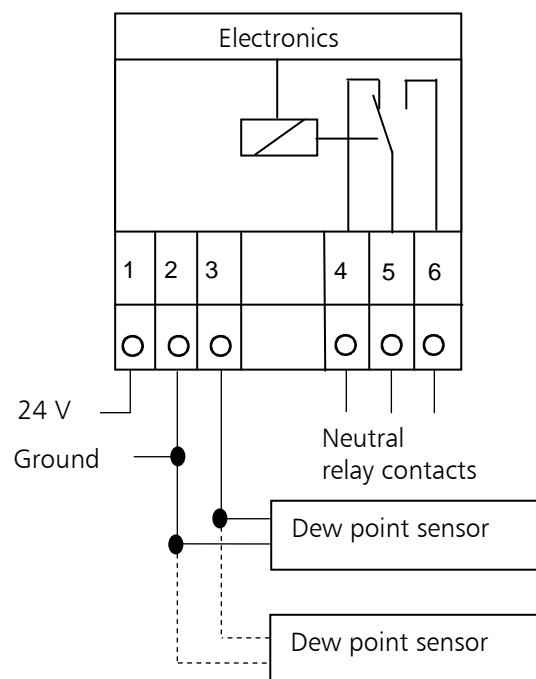 Electronics
1 2 3 4 5 6
24 V
Ground
Neutral
relay contacts
Dew point sensor
Dew point sensor